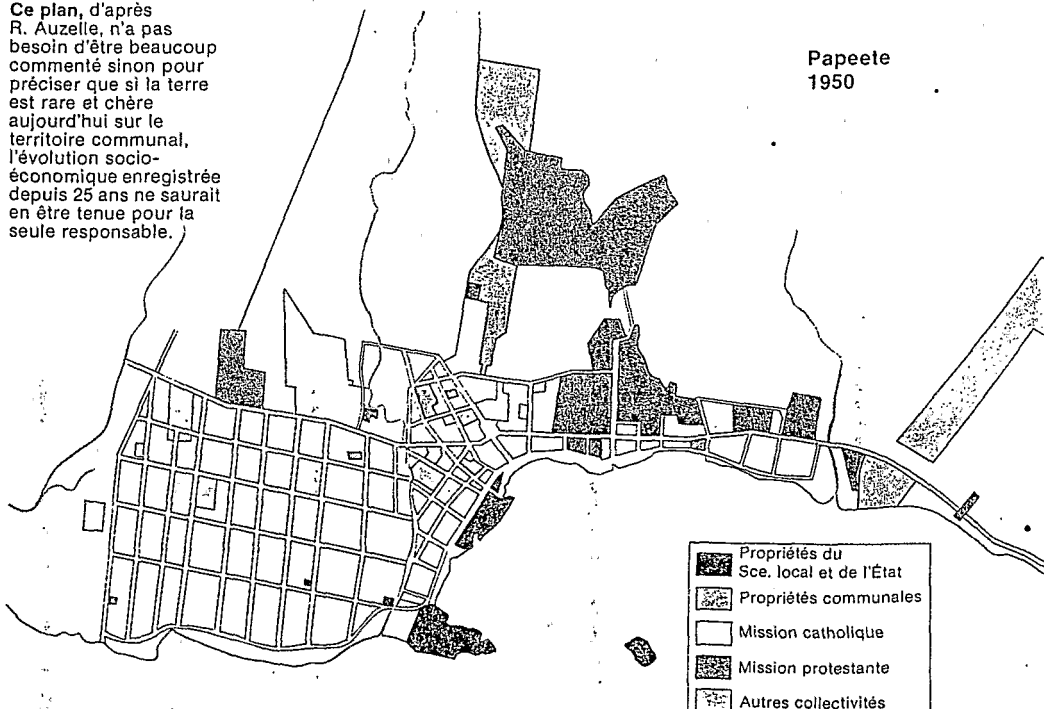 Ce plan, d'après
R. Auzelle, n'a pas
besoin d'être beaucoup
commenté sinon pour
préciser que si la terre
est rare et chère
aujourd'hui sur le
territoire communal,
l'évolution socio-
économique enregistrée
depuis 25 ans ne saurait
en être tenue pour la
seule responsable.
Papeete
1950
Propriétés du
Sce. local et de l'État
Propriétés communales
Mission catholique
Mission protestante
Autres collectivités